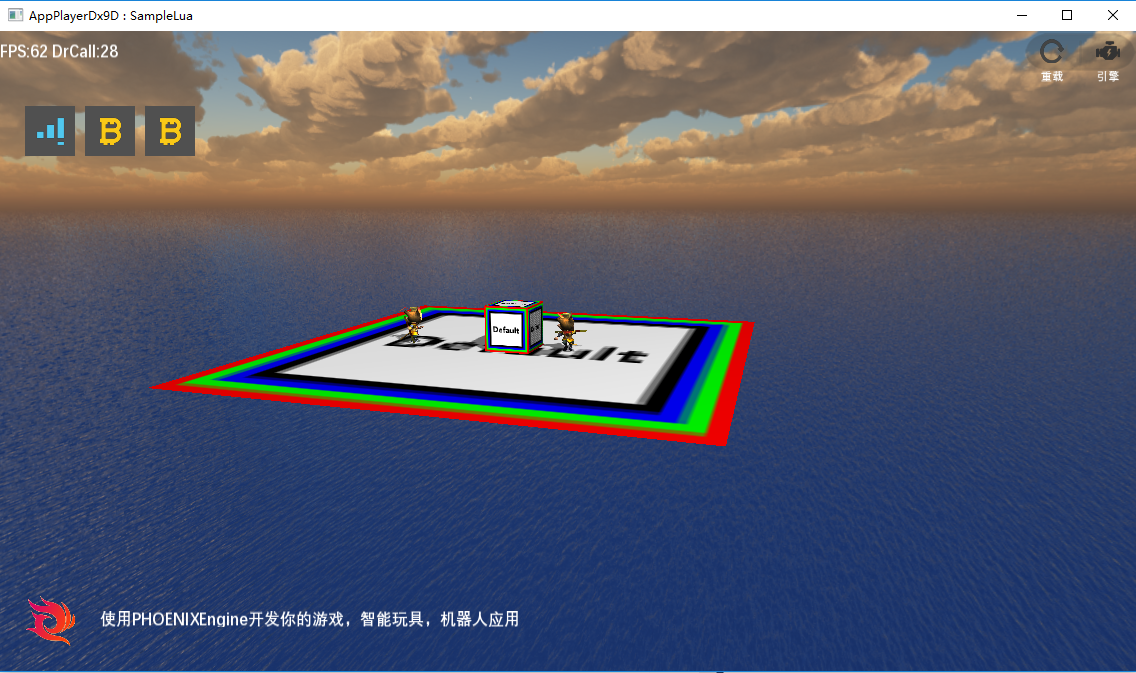 AppPlayerDx9D : SampleLua
FPS:62 DrCall:28
重载
引擎
Default
Default
使用PHOENIXEngine开发你的游戏，智能玩具，机器人应用